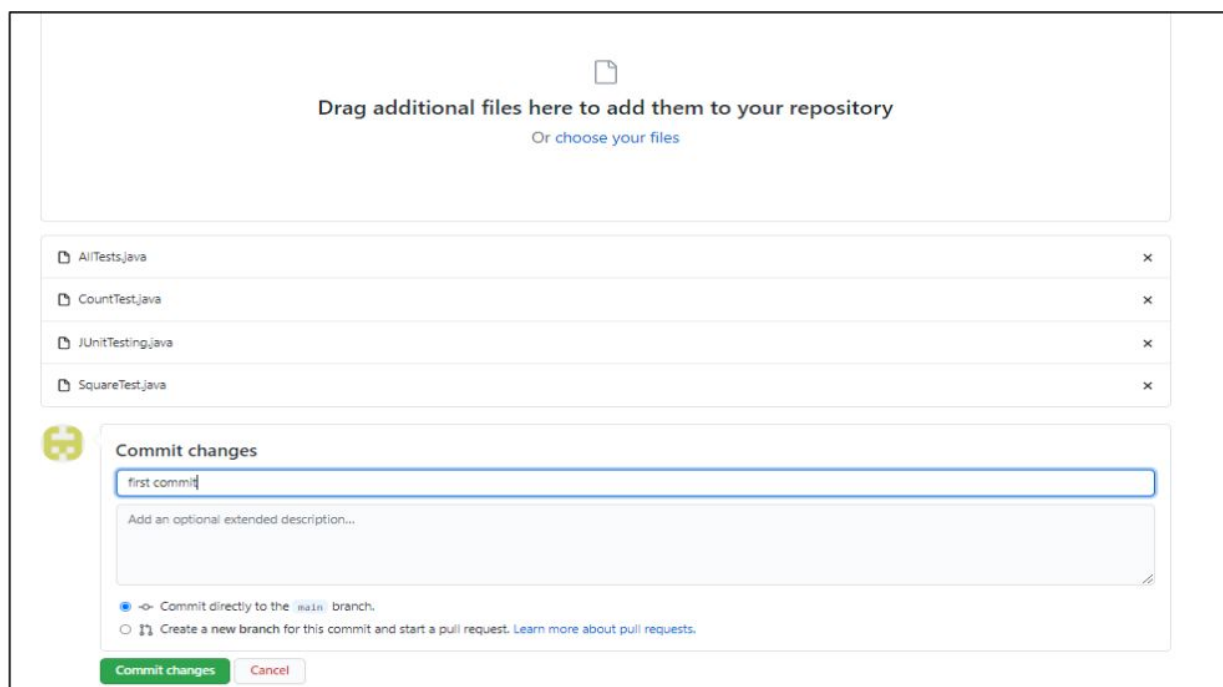 Drag additional files here to add them to your repository
Or choose your files
AllTests.java
CountTest.java
JUnitTesting.java
SquareTest.java
Commit changes
first commit
Add an optional extended description...
Commit directly to the main branch.
Create a new branch for this commit and start a pull request. Learn more about pull requests.
Commit changes Cancel